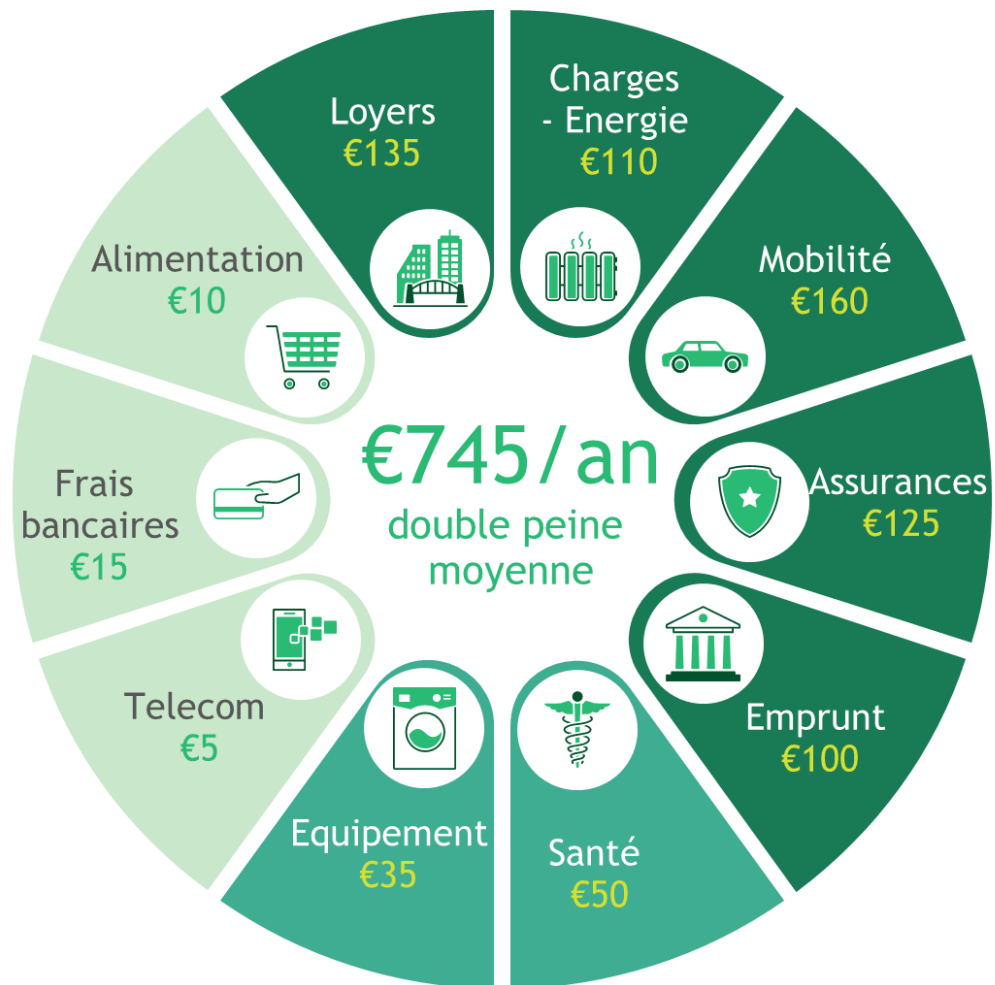 Loyers
€135
Charges
- Energie
€110
Mobilité
€160
Assurances
€125
Emprunt
€100
Santé
€50
Equipement
€35
Telecom
€5
Frais
bancaires
€15
Alimentation
€10
€745/an
double peine
moyenne